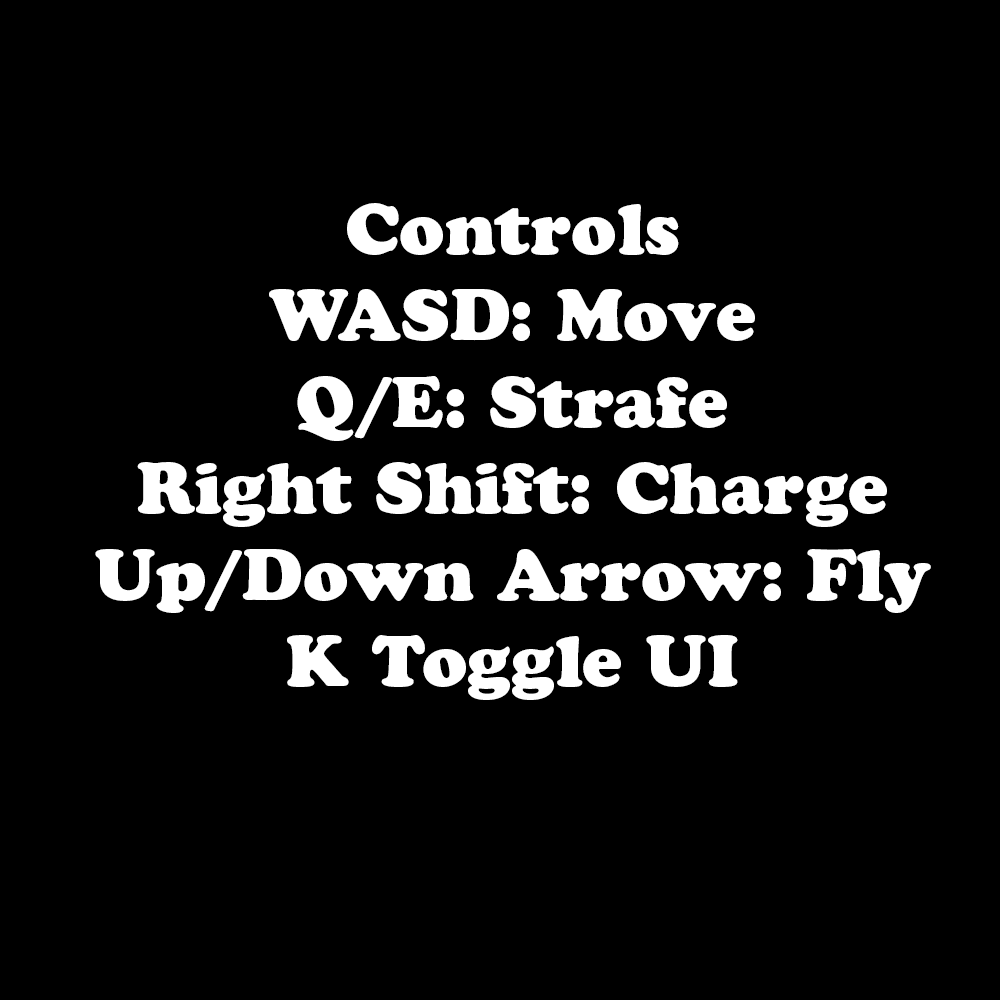 Controls
WASD: Move
Q/E: Strafe
Right Shift: Charge
Up/Down Arrow: Fly
K Toggle UI